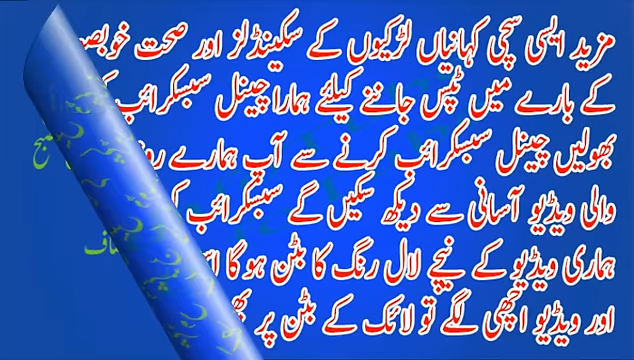 مزید ایسی سچی کہانیاں لڑکیوں کے سکینڈلز اور صحت
کے بارے میں ٹپس جاننے کیلئے ہمارا چینل سبسکرائب
بھولیں چینل سبسکرائب کرنے سے آپ ہمارے
والی ویڈیو آسانی سے دیکھ سکیں گے سبسکرائب
ہماری ویڈیو کے نیچے لال رنگ کا بٹن ہو گا
اور ویڈیو اچھی لگے تو لائک کے بٹن پر